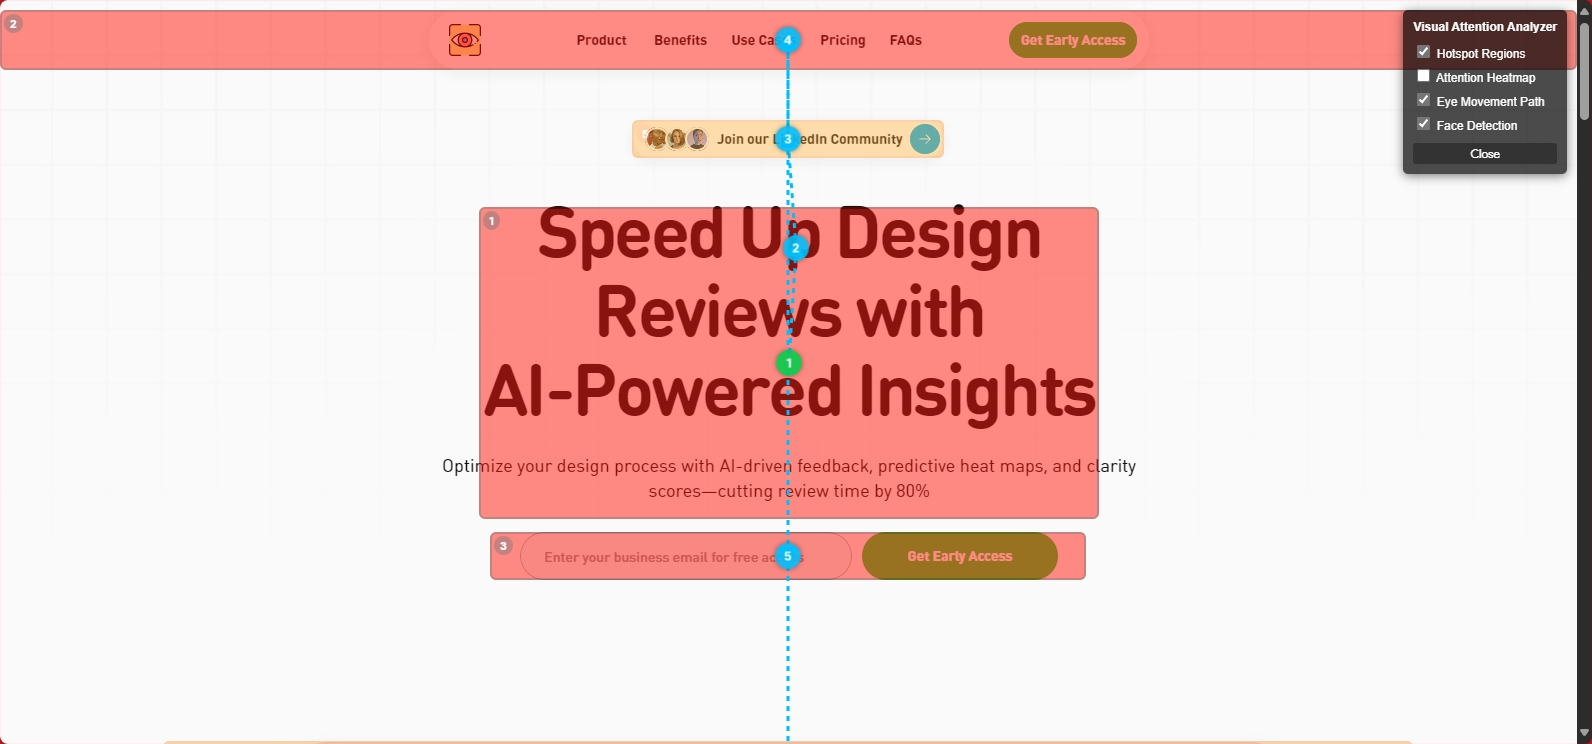 2
Product
Benefits
Use Ca
4
Pricing
FAQs
Get Early Access
Visual Attention Analyzer
Hotspot Regions
Attention Heatmap
Eye Movement Path
Face Detection
Close
Join our L 3 edIn Community
1
Speed Up Design
2
Reviews with
1
AI-Powered Insights
Optimize your design process with AI-driven feedback, predictive heat maps, and clarity
scores—cutting review time by 80%
3
Enter your business email for free ac 5 s
Get Early Access